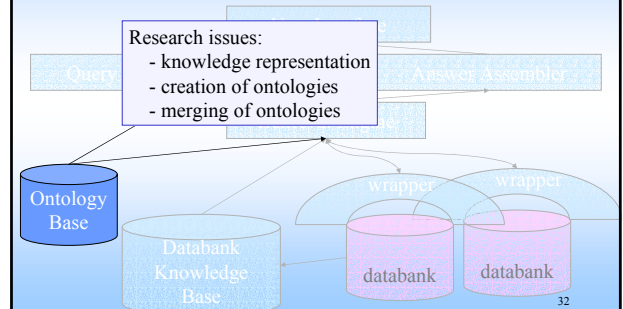 Research issues:
- knowledge representation
- creation of ontologies
- merging of ontologies
Query
Answer Assembler
wrapper
wrapper
Ontology
Base
Databank
Knowledge
Base
databank
databank
32